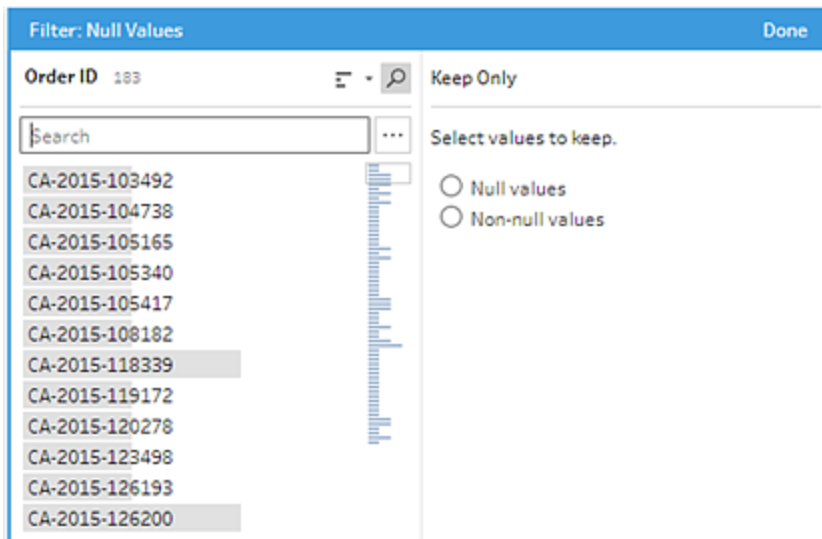 Filter: Null Values Done
Order ID 183
Keep Only
Search ...
Select values to keep.
Null values
Non-null values
CA-2015-103492
CA-2015-104738
CA-2015-105165
CA-2015-105340
CA-2015-105417
CA-2015-108182
CA-2015-118339
CA-2015-119172
CA-2015-120278
CA-2015-123498
CA-2015-126193
CA-2015-126200